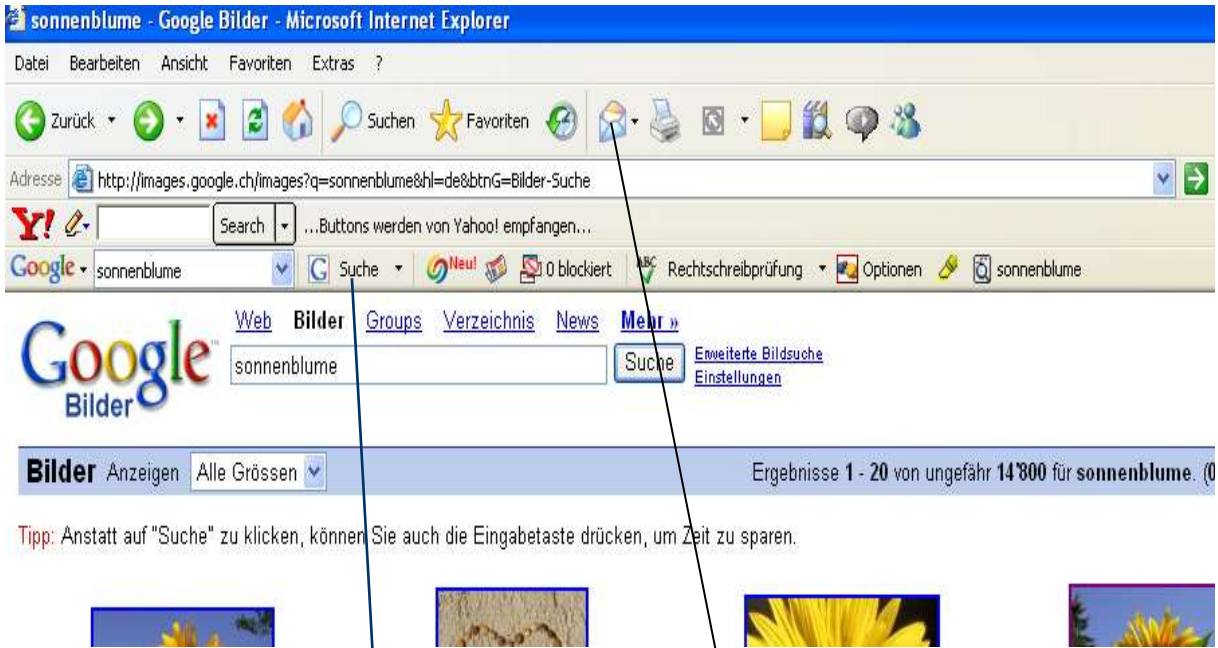 sonnenblume - Google Bilder - Microsoft Internet Explorer
Datei Bearbeiten Ansicht Favoriten Extras ?
Zurück Suchen Favoriten
Adresse http://images.google.ch/images?q=sonnenblume&hl=de&btnG=Bilder-Suche
Y! Search ...Buttons werden von Yahoo! empfangen...
Google sonnenblume G Suche Neu! 0 blockiert ABC Rechtschreibprüfung Optionen sonnenblume
Web Bilder Groups Verzeichnis News Mehr »
Google™ sonnenblume Suche Erweiterte Bildsuche
Bilder Einstellungen
Bilder Anzeigen Alle Grössen Ergebnisse 1 - 20 von ungefähr 14'800 für sonnenblume. (0
Tipp: Anstatt auf "Suche" zu klicken, können Sie auch die Eingabetaste drücken, um Zeit zu sparen.